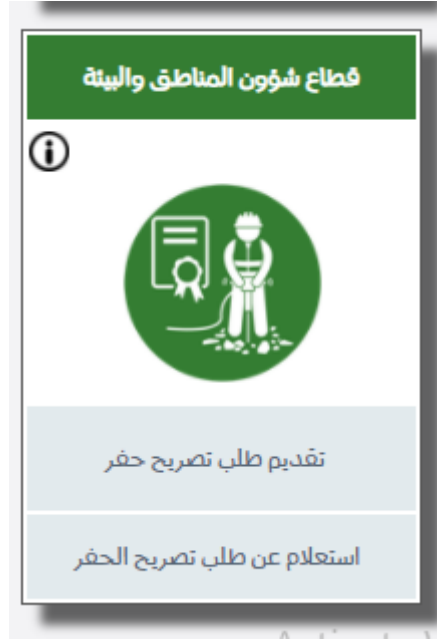 قطاع شؤون المناطق والبيئة
تقديم طلب تصريح حفر
استعلام عن طلب تصريح الحفر